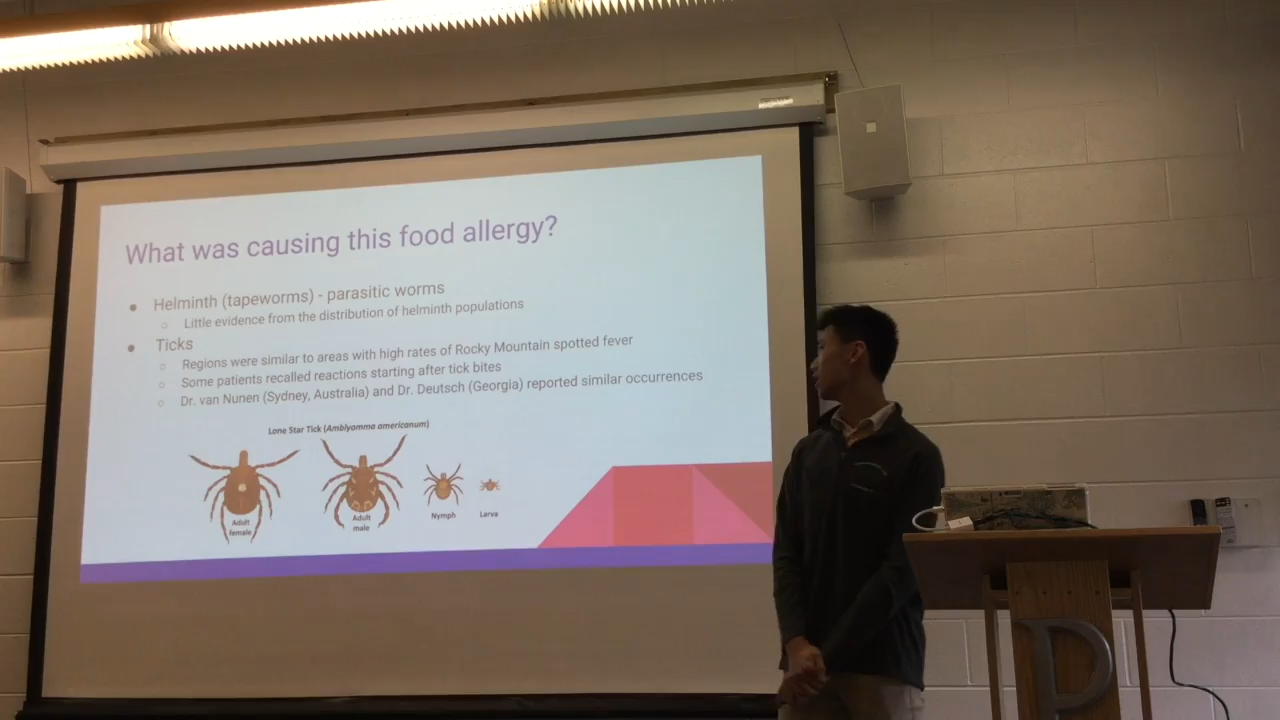 What was causing this food allergy?
● Helminth (tapeworms) - parasitic worms
○ Little evidence from the distribution of helminth populations
● Ticks
○ Regions were similar to areas with high rates of Rocky Mountain spotted fever
○ Some patients recalled reactions starting after tick bites
○ Dr. van Nunen (Sydney, Australia) and Dr. Deutsch (Georgia) reported similar occurrences
Lone Star Tick (Amblyomma americanum)
Adult
female
Adult
male
Nymph
Larva
P